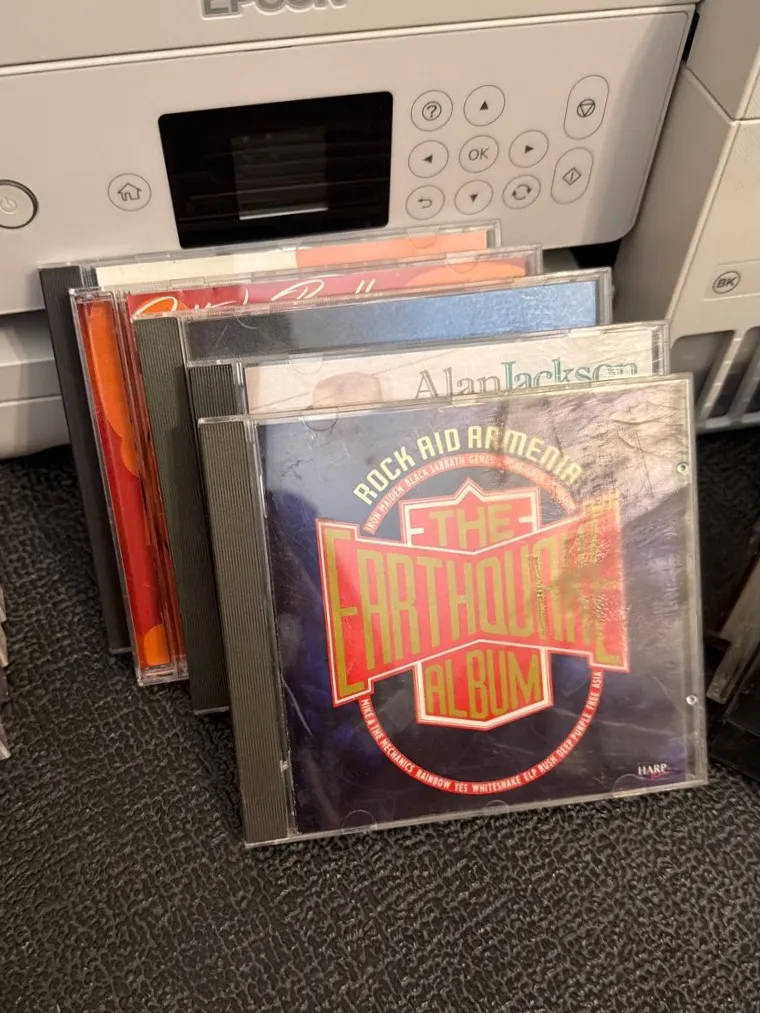 EPSON
?
OK
BK
Alan Jackson
ROCK AID ARMENIA
IRON MAIDEN BLACK SABBATH GENESIS
THE
EARTHQUAKE
ALBUM
MIKE & THE MECHANICS RAINBOW YES WHITESNAKE ELP RUSH DEEP PURPLE FREE ASIA
HARP